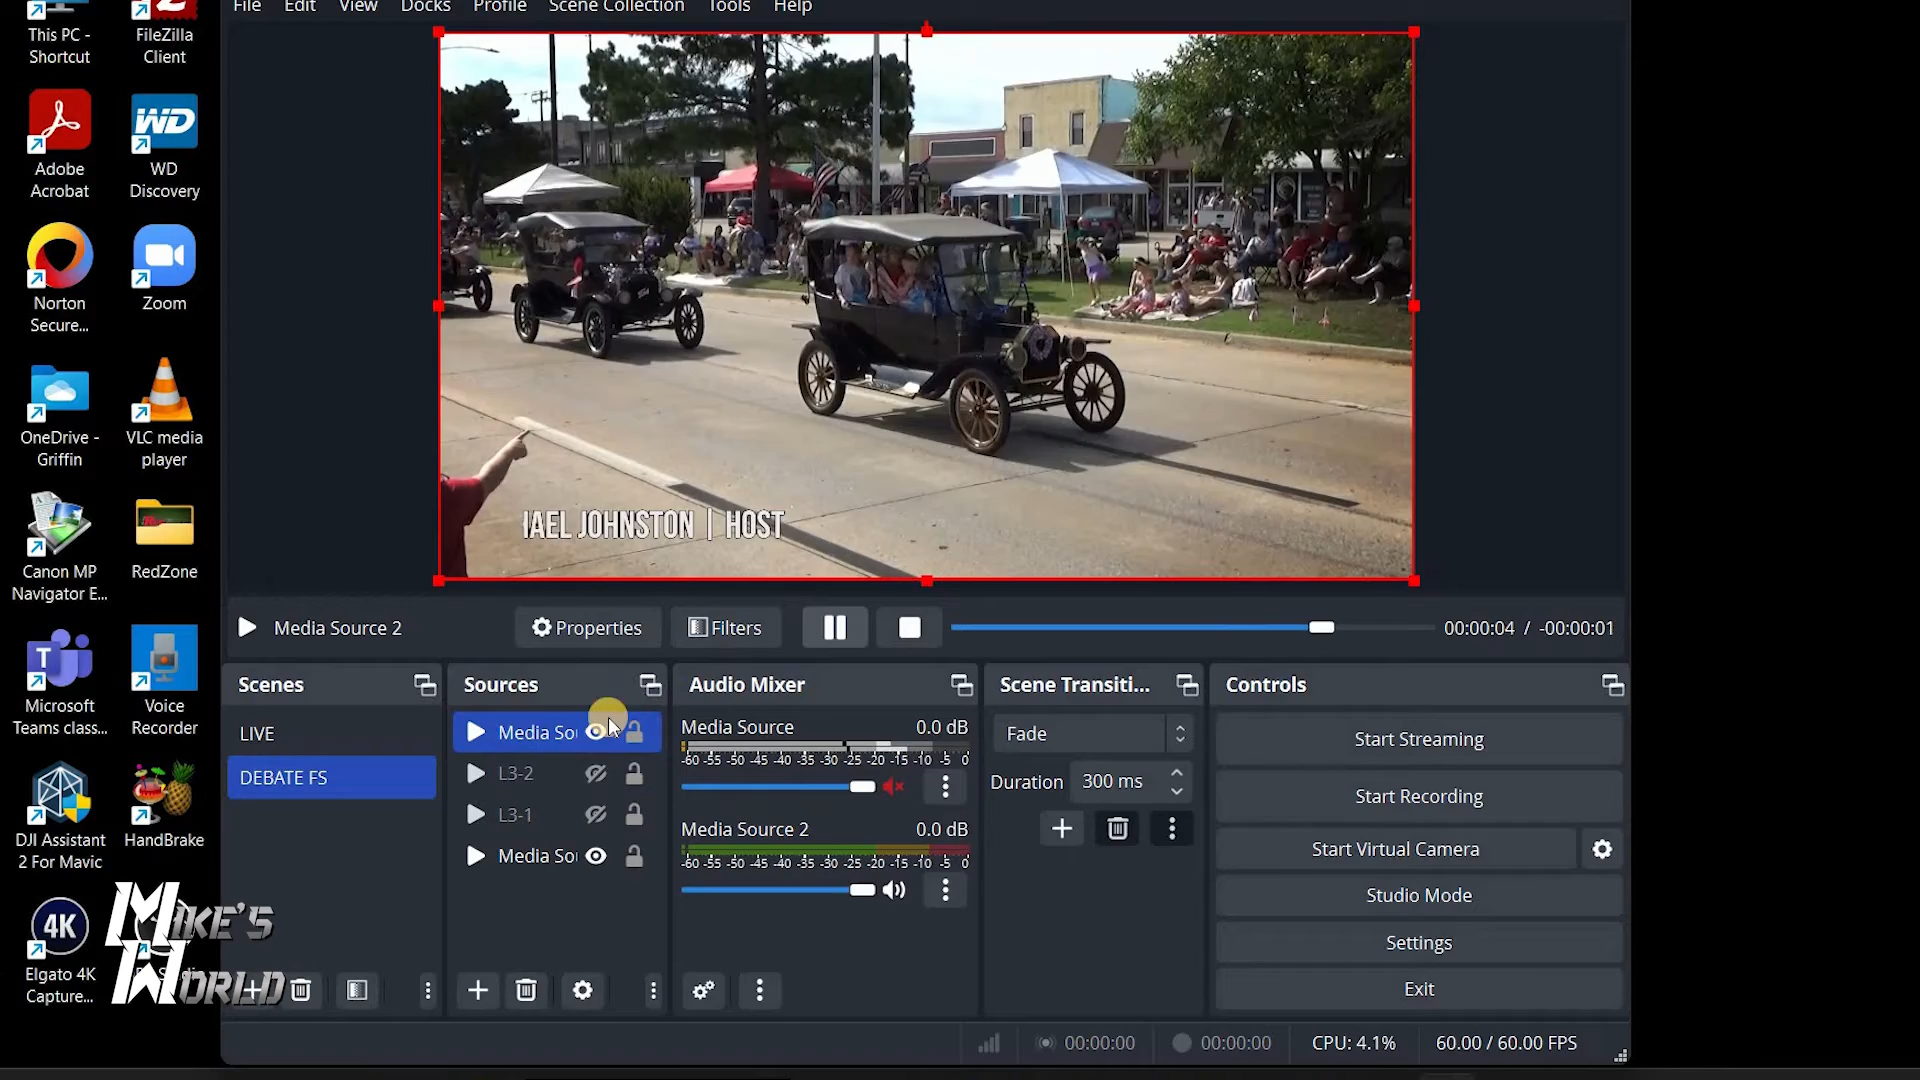 File Edit View Docks Profile Scene Collection Tools Help
This PC -
Shortcut
FileZilla
Client
Adobe
Acrobat
WD
WD
Discovery
Norton
Secure...
Zoom
OneDrive -
Griffin
VLC media
player
Canon MP
Navigator E...
RedZone
T
Microsoft
Teams class...
Voice
Recorder
DJI Assistant
2 For Mavic
HandBrake
4K
Elgato 4K
Capture...
MIKE'S
WORLD
IAEL JOHNSTON | HOST
Media Source 2
Properties
Filters
00:00:04 / -00:00:01
Scenes
LIVE
DEBATE FS
Sources
Media Sou
L3-2
L3-1
Media Sou
Audio Mixer
Media Source 0.0 dB
-60 -55 -50 -45 -40 -35 -30 -25 -20 -15 -10 -5 0
Media Source 2 0.0 dB
-60 -55 -50 -45 -40 -35 -30 -25 -20 -15 -10 -5 0
Scene Transiti...
Fade
Duration 300 ms
Controls
Start Streaming
Start Recording
Start Virtual Camera
Studio Mode
Settings
Exit
00:00:00
00:00:00
CPU: 4.1%
60.00 / 60.00 FPS